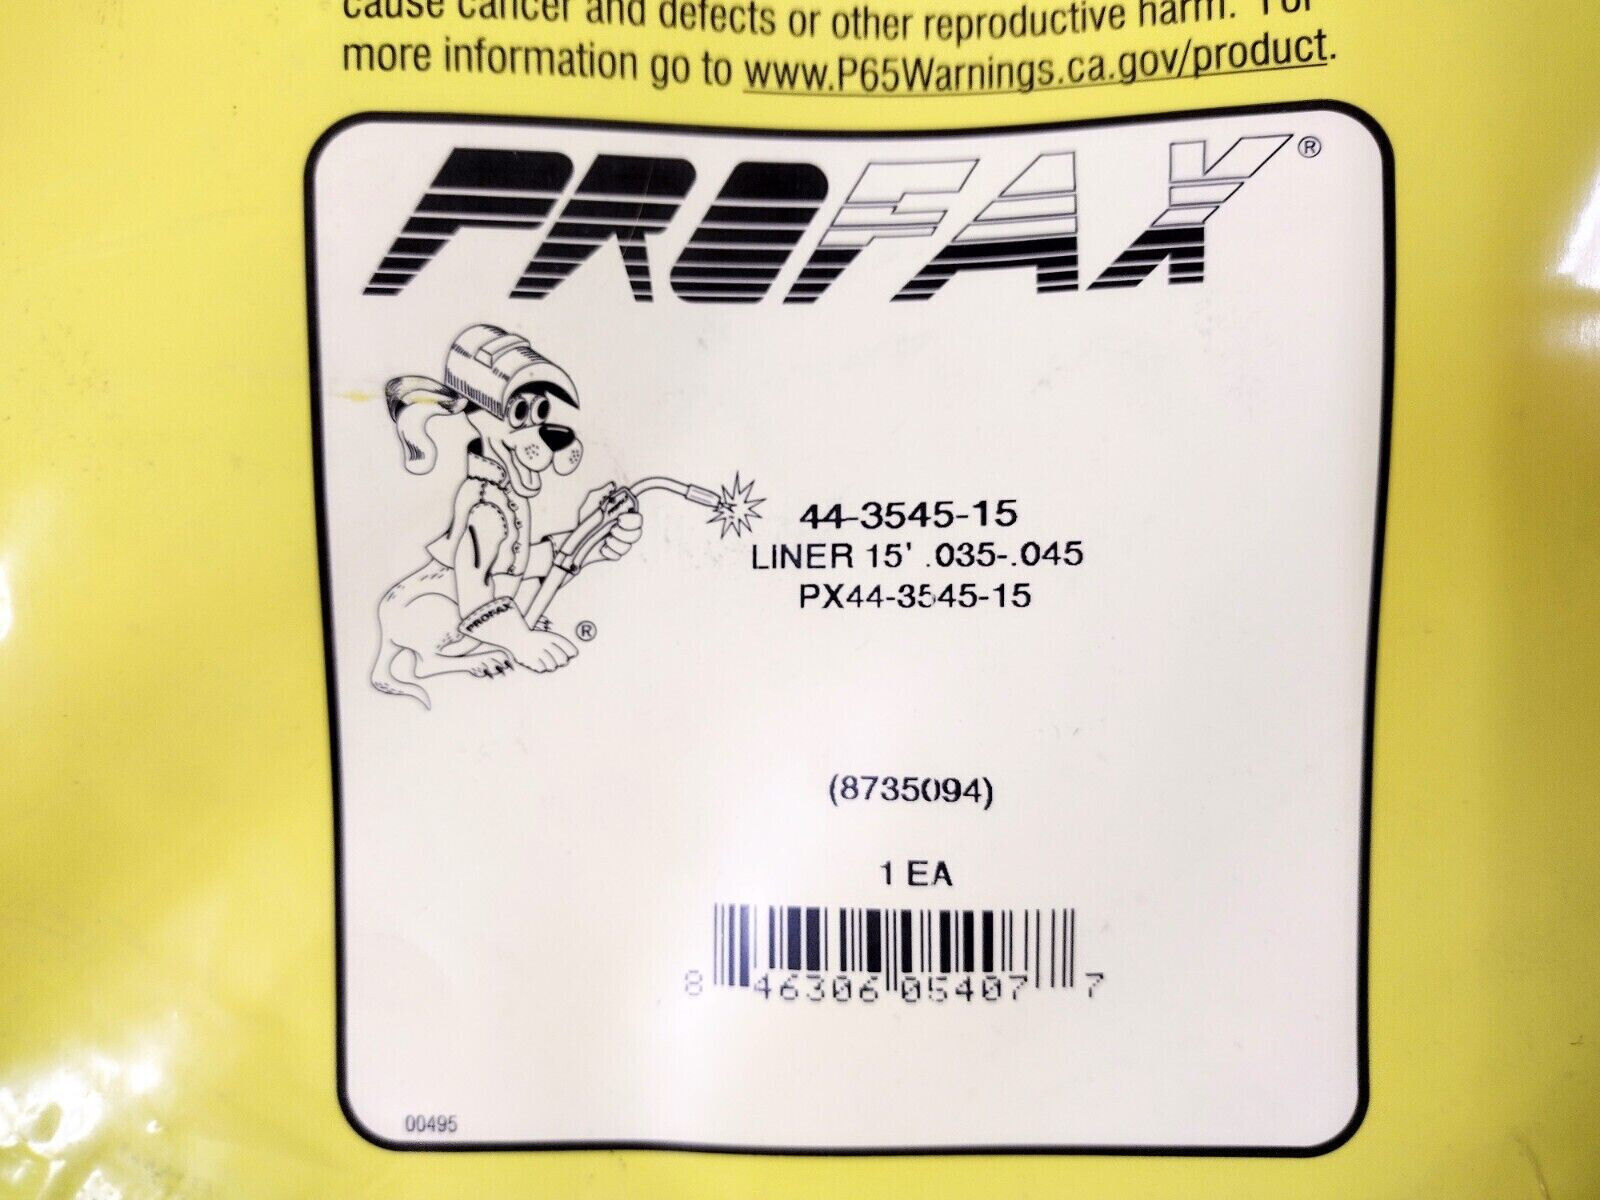 cause cancer and defects or other reproductive harm. For
more information go to www.P65Warnings.ca.gov/product.
PROFAX®
44-3545-15
LINER 15' .035-.045
PX44-3545-15
PROFAX
®
(8735094)
1 EA
8 46306 05407 7
00495